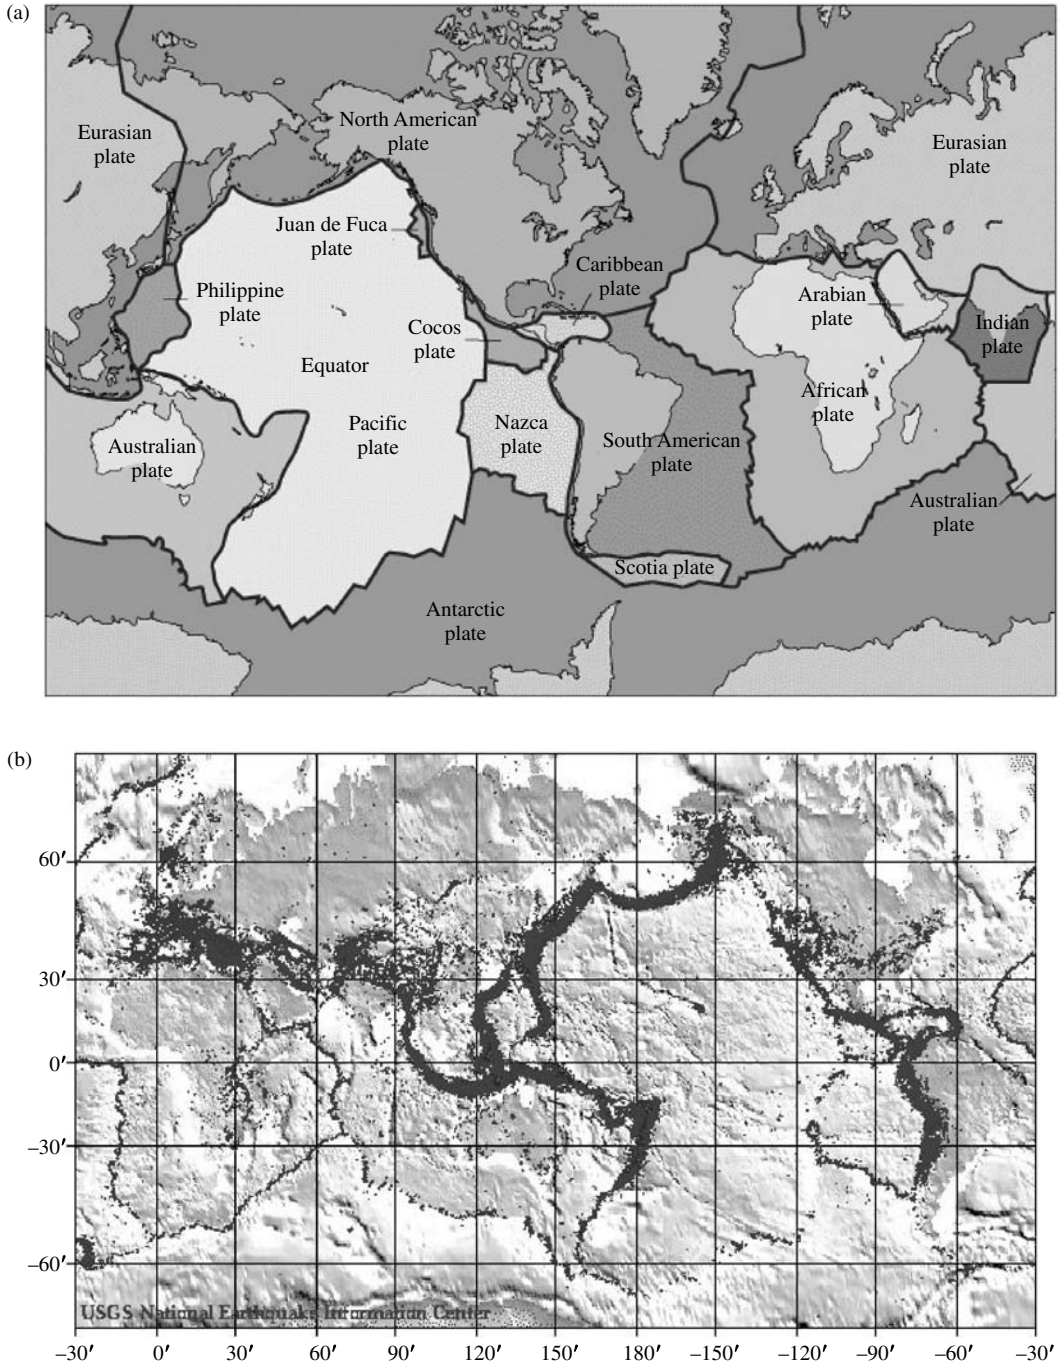 (a)
Eurasian
plate
North American
plate
Eurasian
plate
Juan de Fuca
plate
Philippine
plate
Caribbean
plate
Arabian
plate
Indian
plate
Cocos
plate
Equator
African
plate
Australian
plate
Pacific
plate
Nazca
plate
South American
plate
Australian
plate
Scotia plate
Antarctic
plate
(b)
60′
30′
0′
–30′
–60′
USGS National Earthquake Information Center
–30′ 0′ 30′ 60′ 90′ 120′ 150′ 180′ –150′ –120′ –90′ –60′ –30′